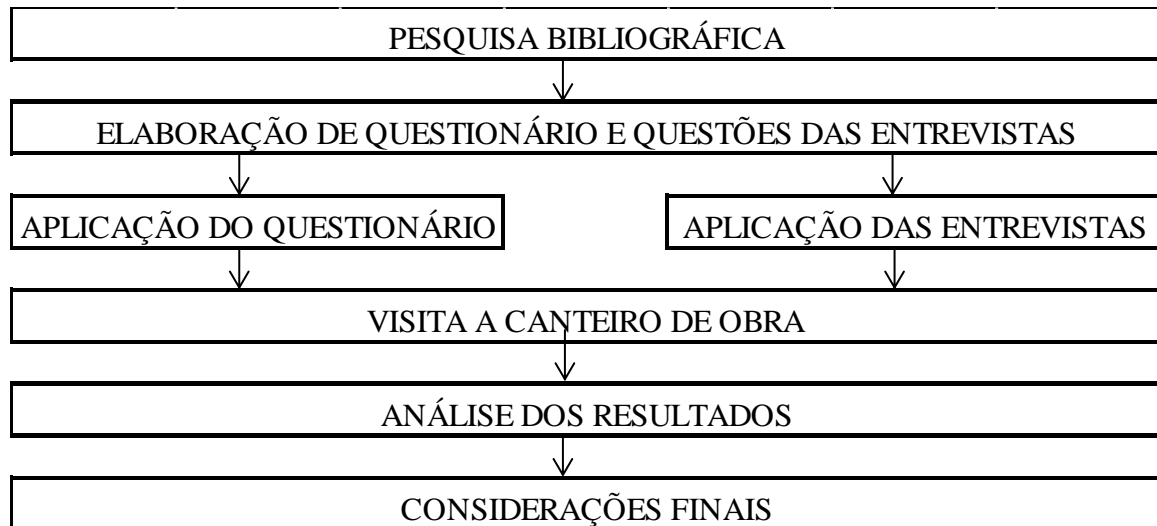 PESQUISA BIBLIOGRÁFICA
ELABORAÇÃO DE QUESTIONÁRIO E QUESTÕES DAS ENTREVISTAS
APLICAÇÃO DO QUESTIONÁRIO
APLICAÇÃO DAS ENTREVISTAS
VISITA A CANTEIRO DE OBRA
ANÁLISE DOS RESULTADOS
CONSIDERAÇÕES FINAIS